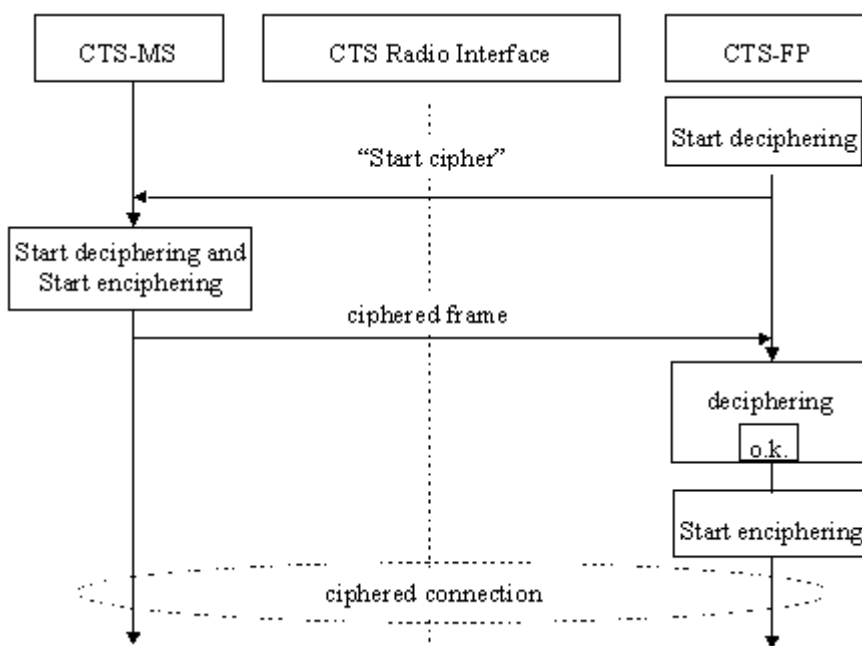 CTS-MS
CTS Radio Interface
CTS-FP
Start deciphering
“Start cipher”
Start deciphering and
Start enciphering
ciphered frame
deciphering
o.k.
Start enciphering
ciphered connection